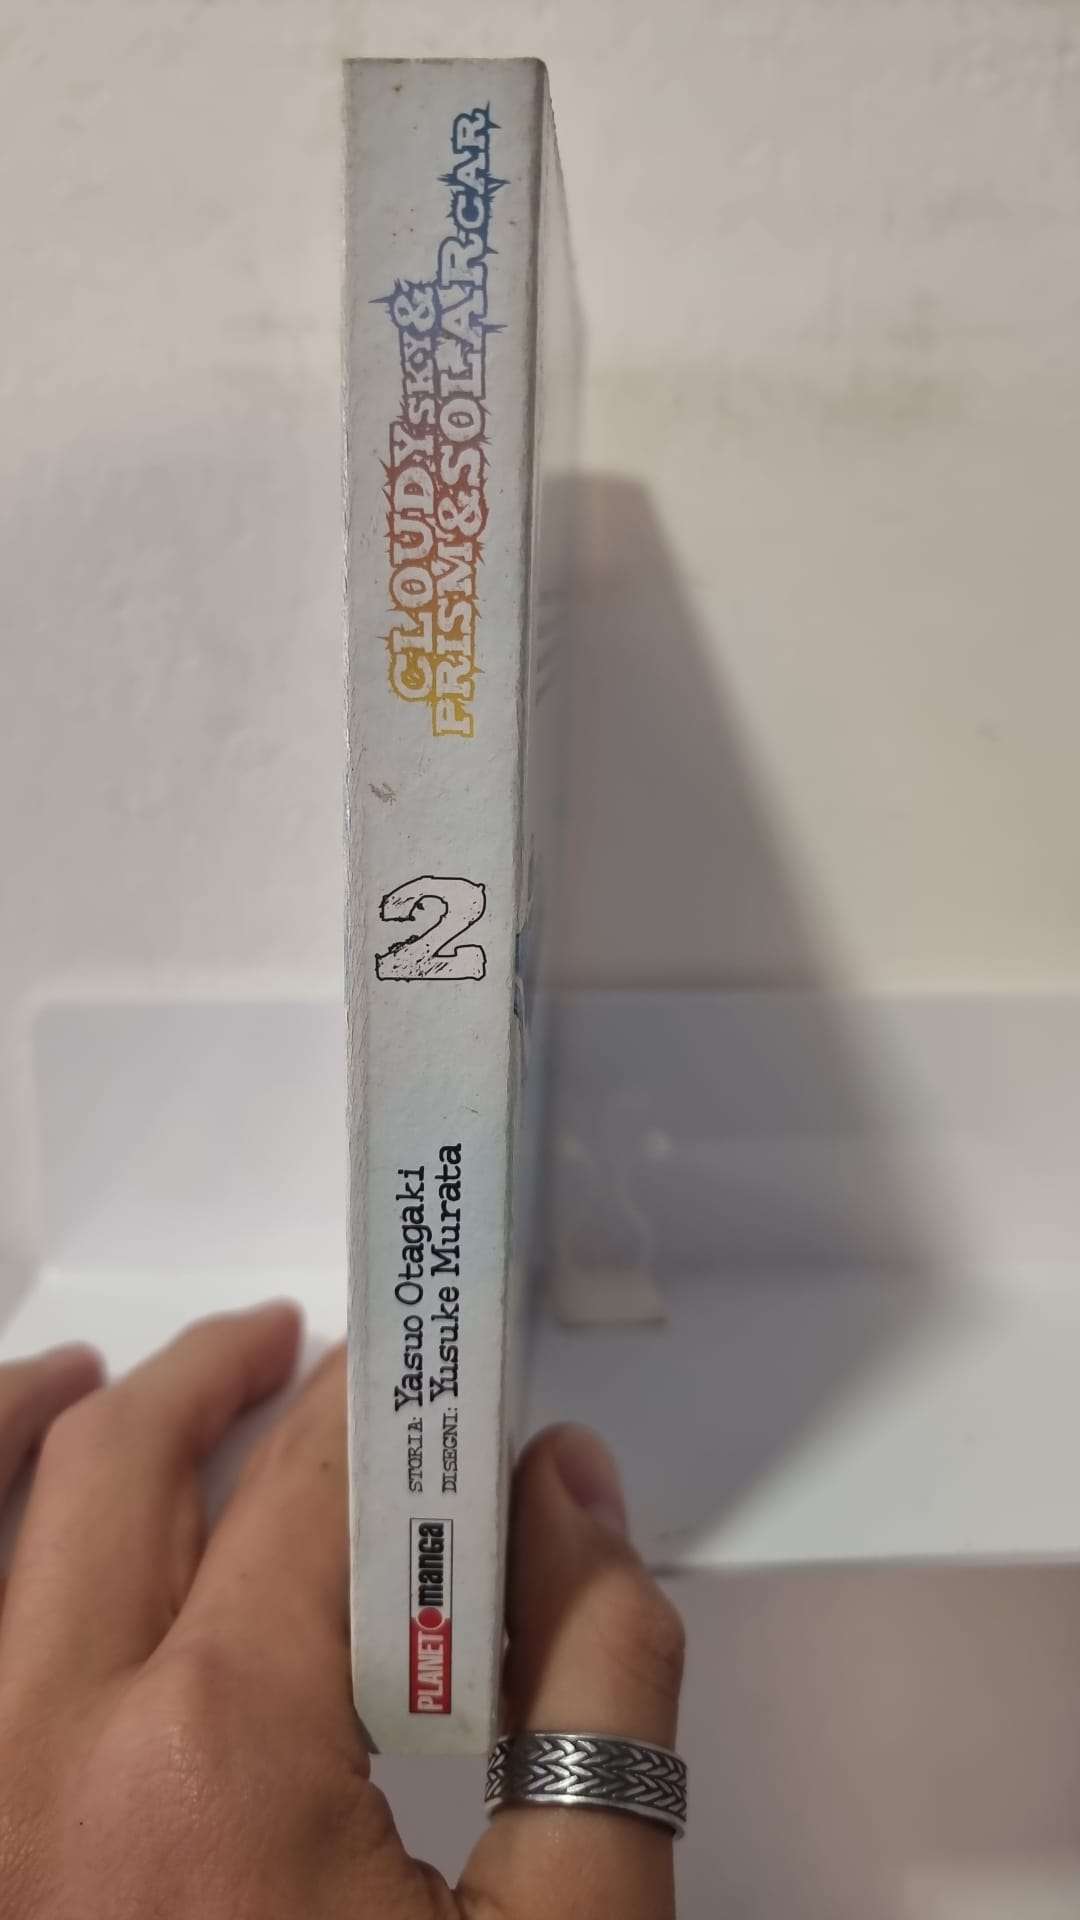 CLOUDY SKY &
PRISM & SOLAR CAR
2
STORIA: Yasuo Otagaki
DISEGNI: Yusuke Murata
PLANET manga